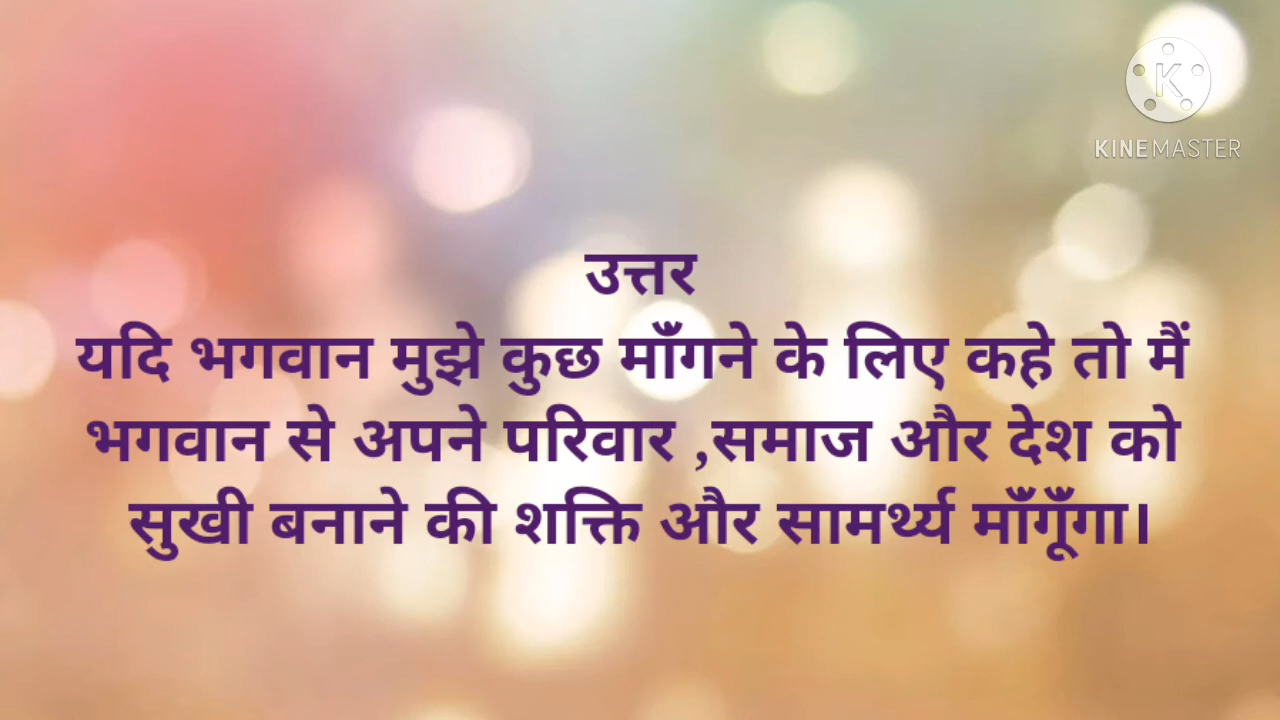 K
KINEMASTER
उत्तर
यदि भगवान मुझे कुछ माँगने के लिए कहे तो मैं
भगवान से अपने परिवार ,समाज और देश को
सुखी बनाने की शक्ति और सामर्थ्य माँगूँगा।